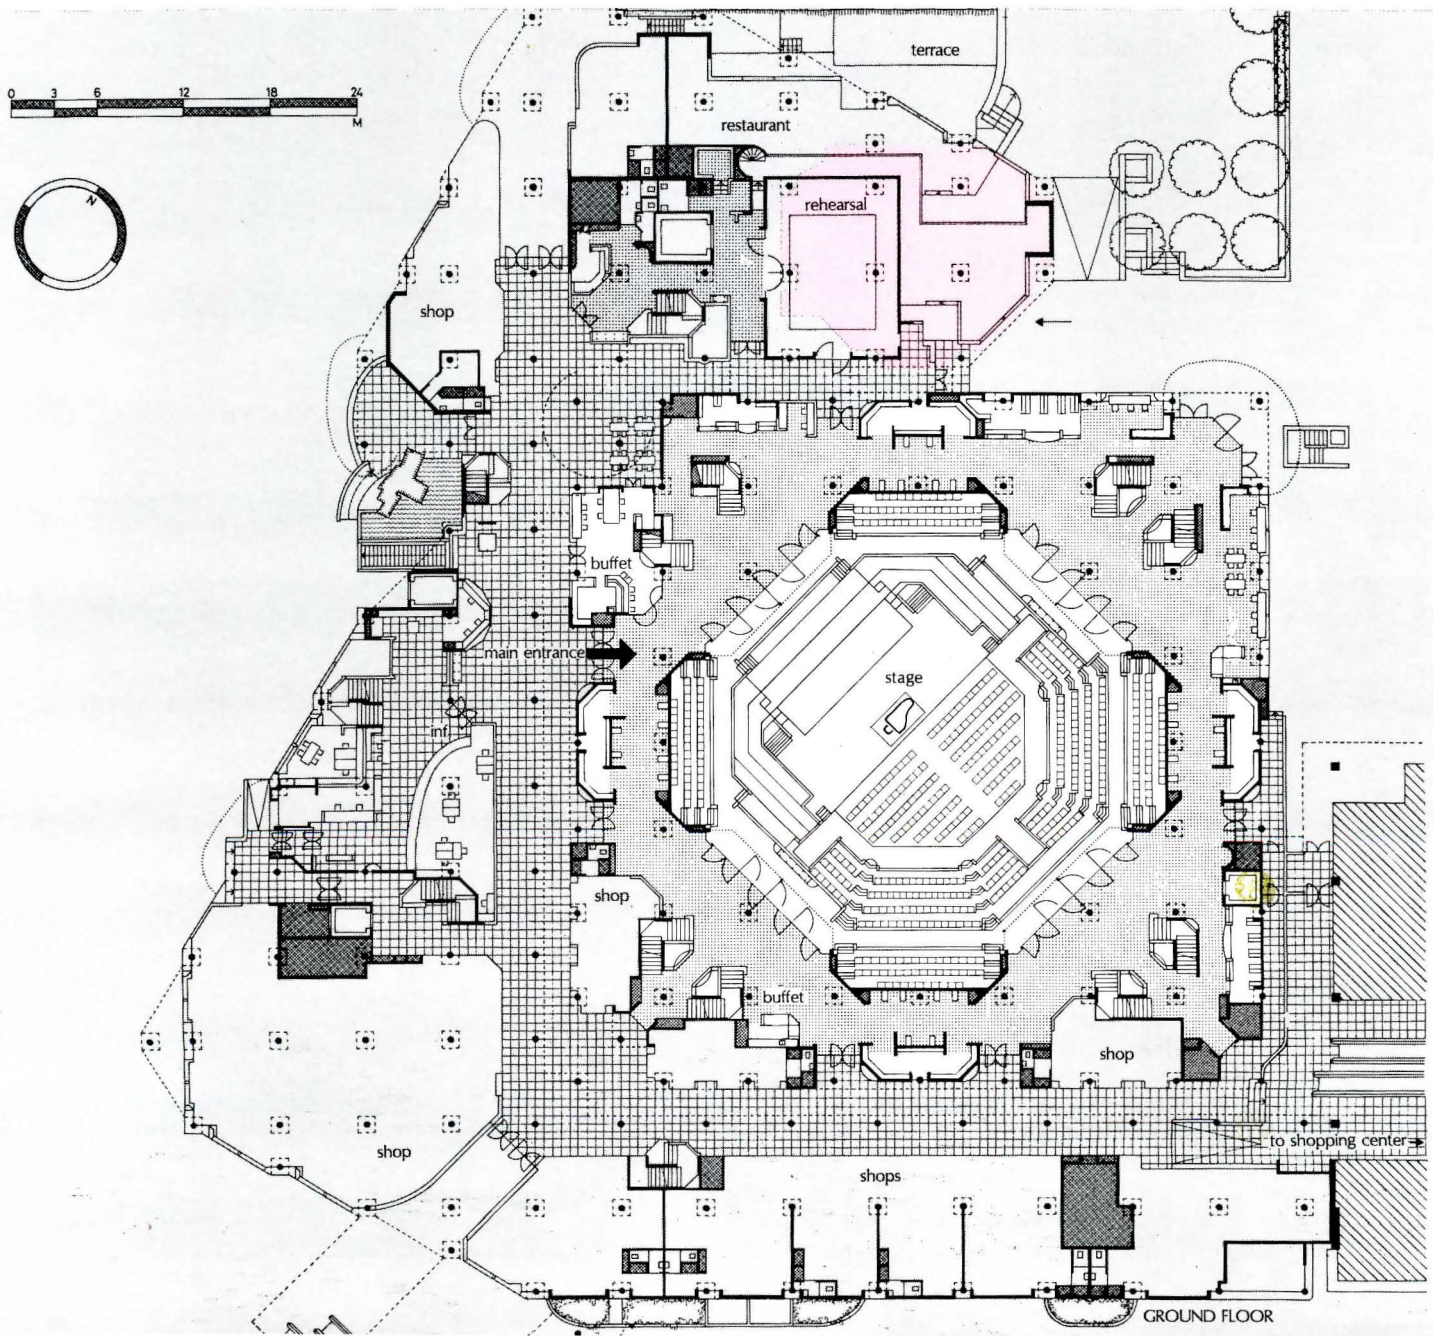 terrace
0 3 6 12 18 24
M
restaurant
N
rehearsal
shop
buffet
main entrance
stage
inf.
shop
buffet
shop
to shopping center
shop
shops
GROUND FLOOR